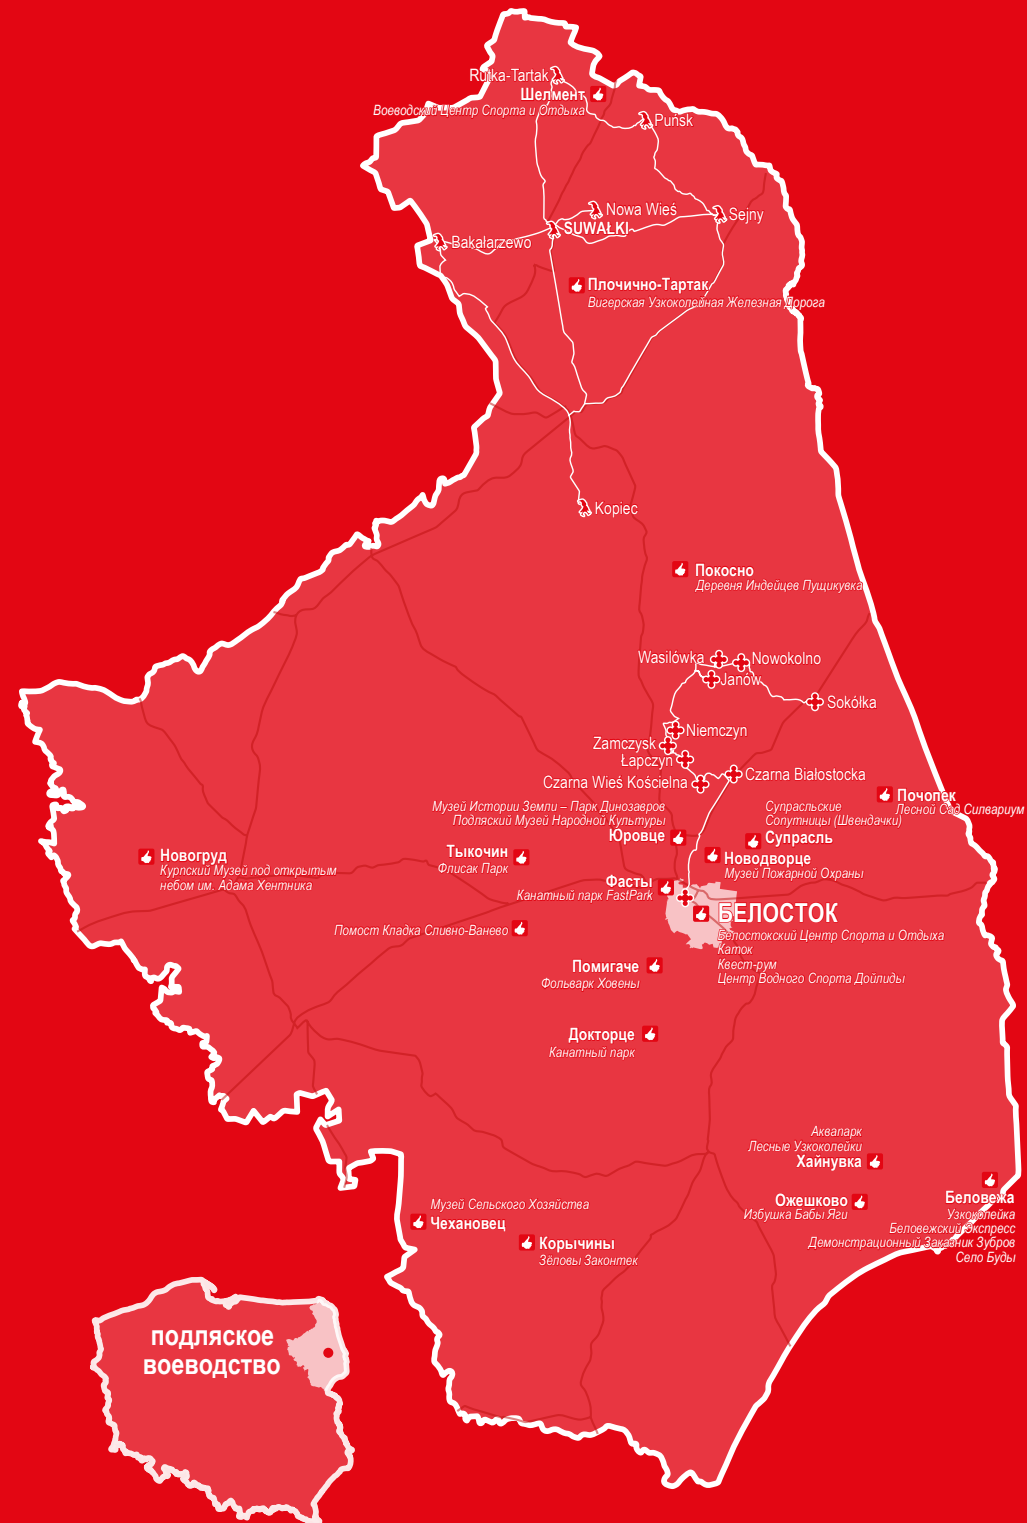 Rutka-Tartak
Шелмент
Воеводский Центр Спорта и Отдыха
Puńsk
Nowa Wieś
Sejny
SUWAŁKI
Bakałarzewo
Плочично-Тартак
Вигерская Узкоколейная Железная Дорога
Kopiec
Покосно
Деревня Индейцев Пущикувка
Wasilówka
Nowokolno
Janów
Sokółka
Niemczyn
Zamczysk
Łapczyn
Czarna Białostocka
Czarna Wieś Kościelna
Почопек
Лесной Сад Силвариум
Музей Истории Земли – Парк Динозавров
Подляский Музей Народной Культуры
Юровце
Супрасльские
Сопутницы (Швендачки)
Супрасль
Новодворце
Музей Пожарной Охраны
Тыкочин
Флисак Парк
Новогруд
Курпский Музей под открытым
небом им. Адама Хентника
Фасты
Канатный парк FastPark
БЕЛОСТОК
Белостокский Центр Спорта и Отдыха
Каток
Квест-рум
Центр Водного Спорта Дойлиды
Помост Кладка Сливно-Ванево
Помигаче
Фольварк Ховены
Докторце
Канатный парк
Аквапарк
Лесные Узкоколейки
Хайнувка
Ожешково
Избушка Бабы Яги
Беловежа
Узкоколейка
Беловежский Экспресс
Демонстрационный Заказник Зубров
Село Буды
Музей Сельского Хозяйства
Чехановец
Корычины
Зёловы Законтек
подляское
воеводство